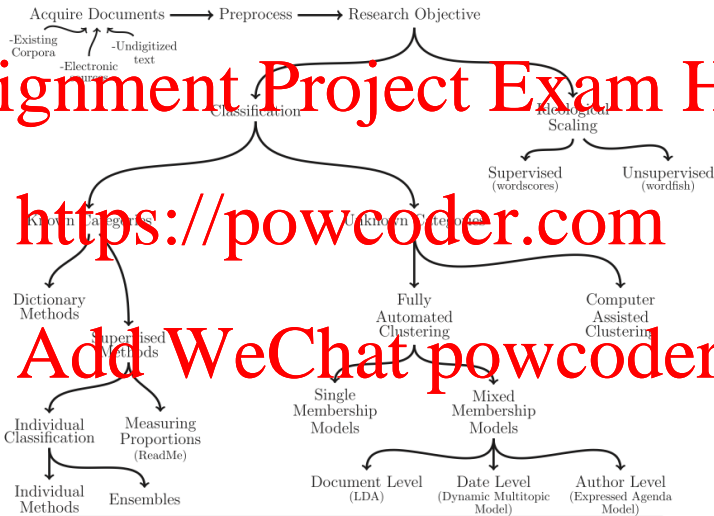 Acquire Documents Preprocess Research Objective
-Existing
Corpora
-Electronic
sources
-Undigitized
text
ignment Project Exam H
Classification
Ideological
Scaling
Supervised
(wordscores)
Unsupervised
(wordfish)
https://powcoder.com
Known Categories
Unknown Categories
Dictionary
Methods
Supervised
Methods
Fully
Automated
Clustering
Computer
Assisted
Clustering
Add WeChat powcoder
Single
Membership
Models
Mixed
Membership
Models
Individual
Classification
Measuring
Proportions
(ReadMe)
Individual
Methods
Ensembles
Document Level
(LDA)
Date Level
(Dynamic Multitopic
Model)
Author Level
(Expressed Agenda
Model)